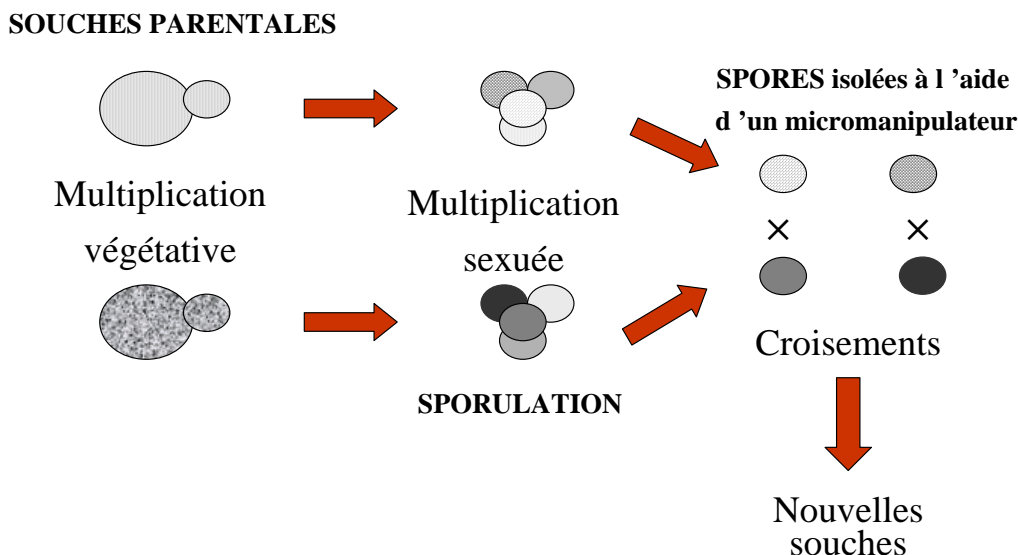 SOUCHES PARENTALES
Multiplication
végétative
Multiplication
sexuée
SPORULATION
SPORES isolées à l ’aide
d ’un micromanipulateur
×
×
Croisements
Nouvelles
souches